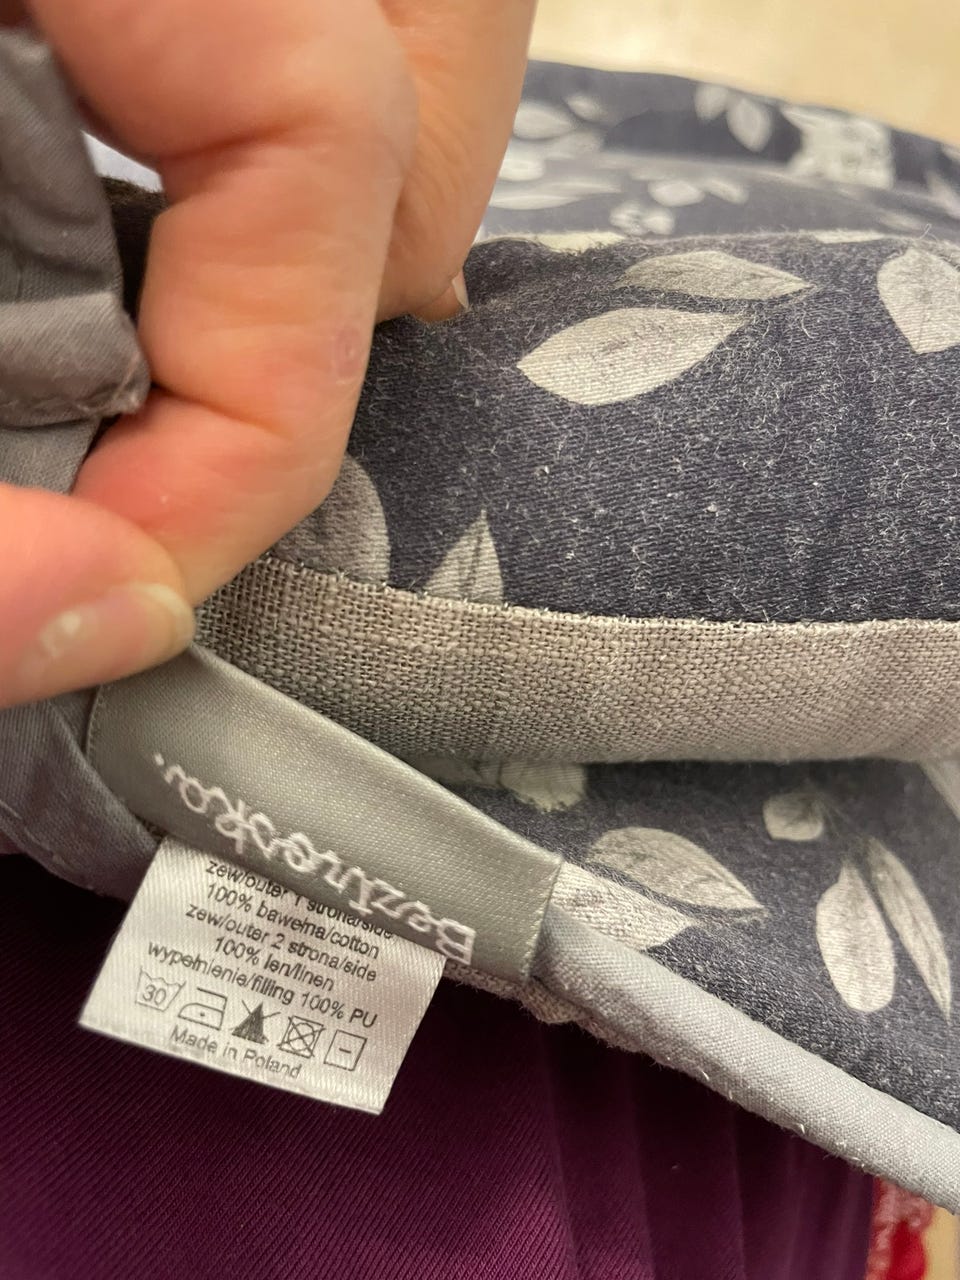 Bezinesko.
zew/outer 1 strona/side
100% bawełna/cotton
zew/outer 2 strona/side
100% len/linen
wypełnienie/filling 100% PU
30
Made in Poland